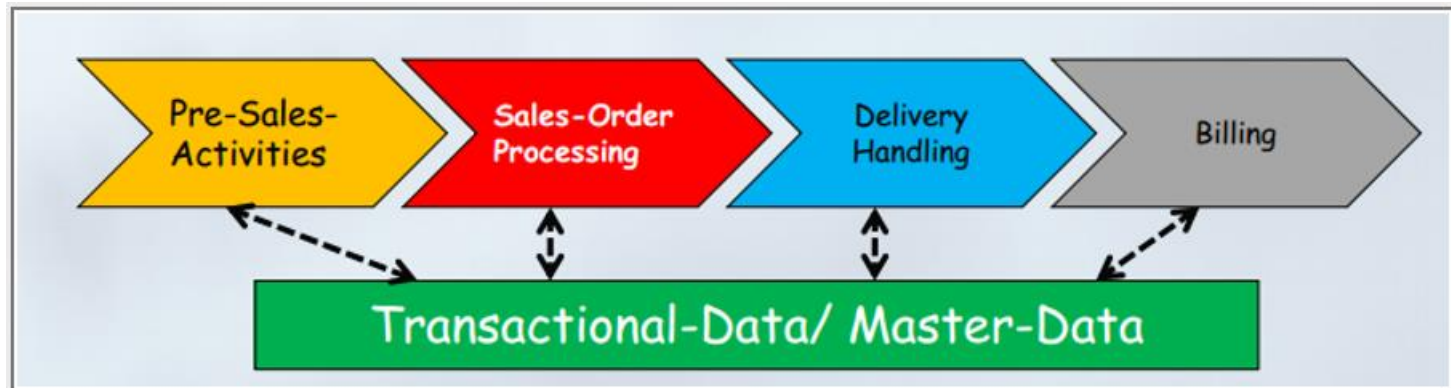 Pre-Sales-
Activities
Sales-Order
Processing
Delivery
Handling
Billing
Transactional-Data/ Master-Data